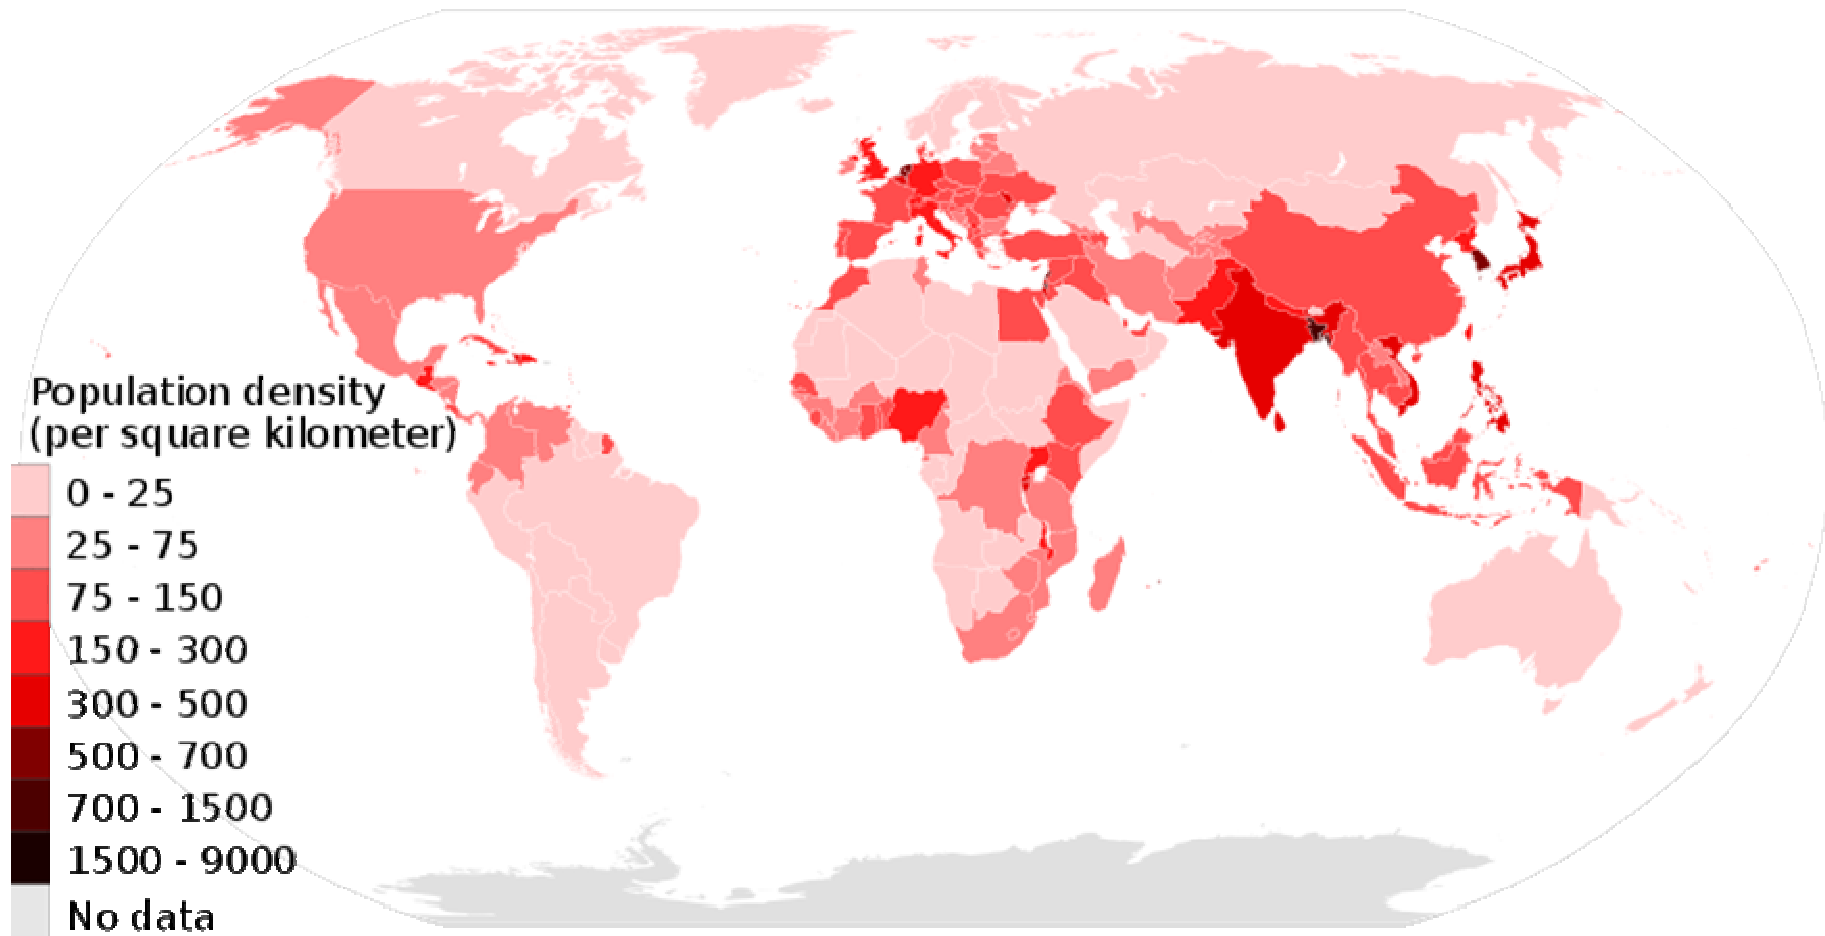 Population density
(per square kilometer)
0 - 25
25 - 75
75 - 150
150 - 300
300 - 500
500 - 700
700 - 1500
1500 - 9000
No data